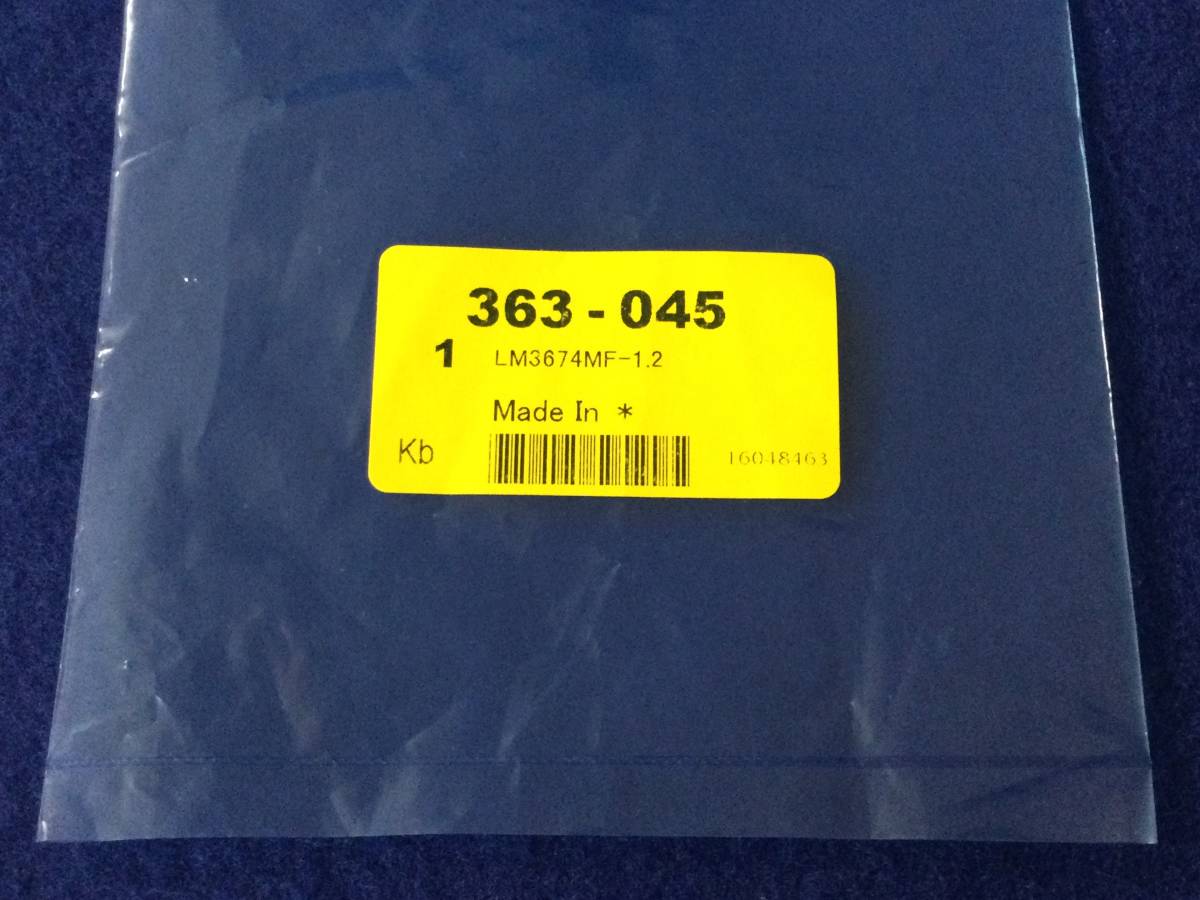 363 - 045
1 LM3674MF-1.2
Made In *
Kb 16048463